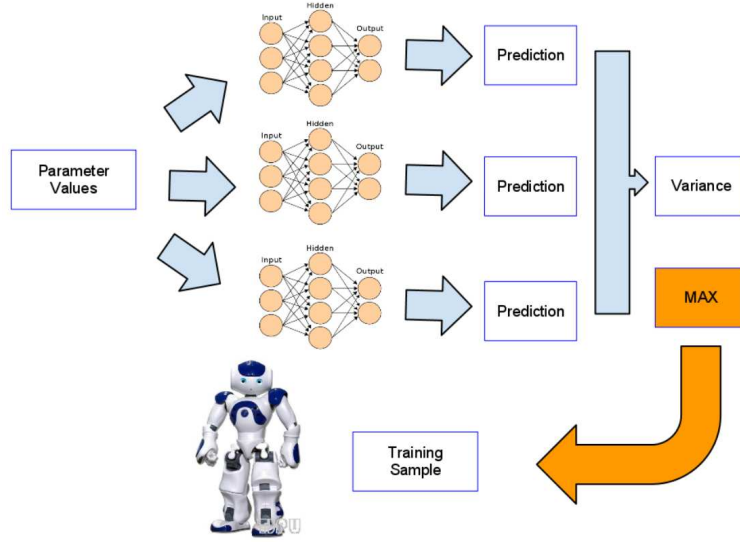 Input
Hidden
Output
Prediction
Input
Hidden
Output
Parameter
Values
Prediction
Variance
Input
Hidden
Output
Prediction
MAX
Training
Sample